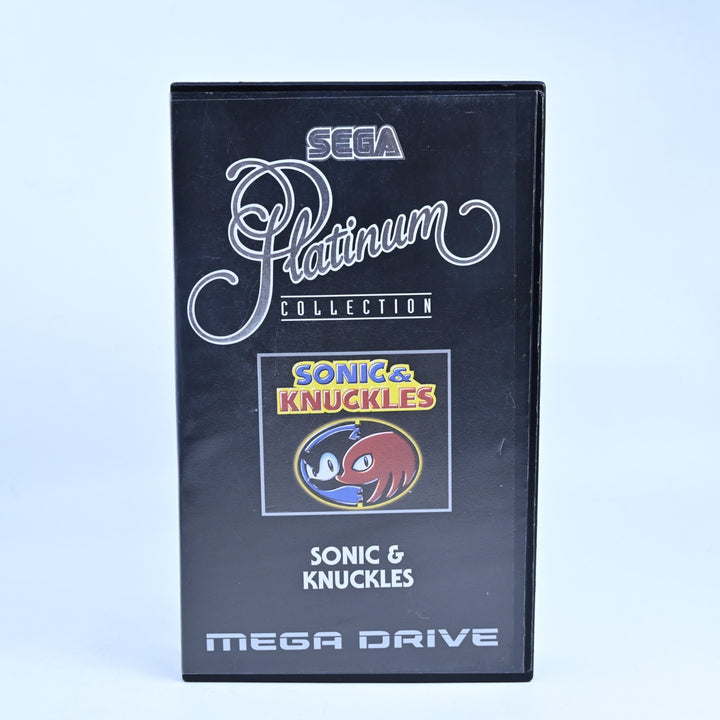 SEGA
Platinum
COLLECTION
SONIC &
KNUCKLES
SONIC &
KNUCKLES
MEGA DRIVE